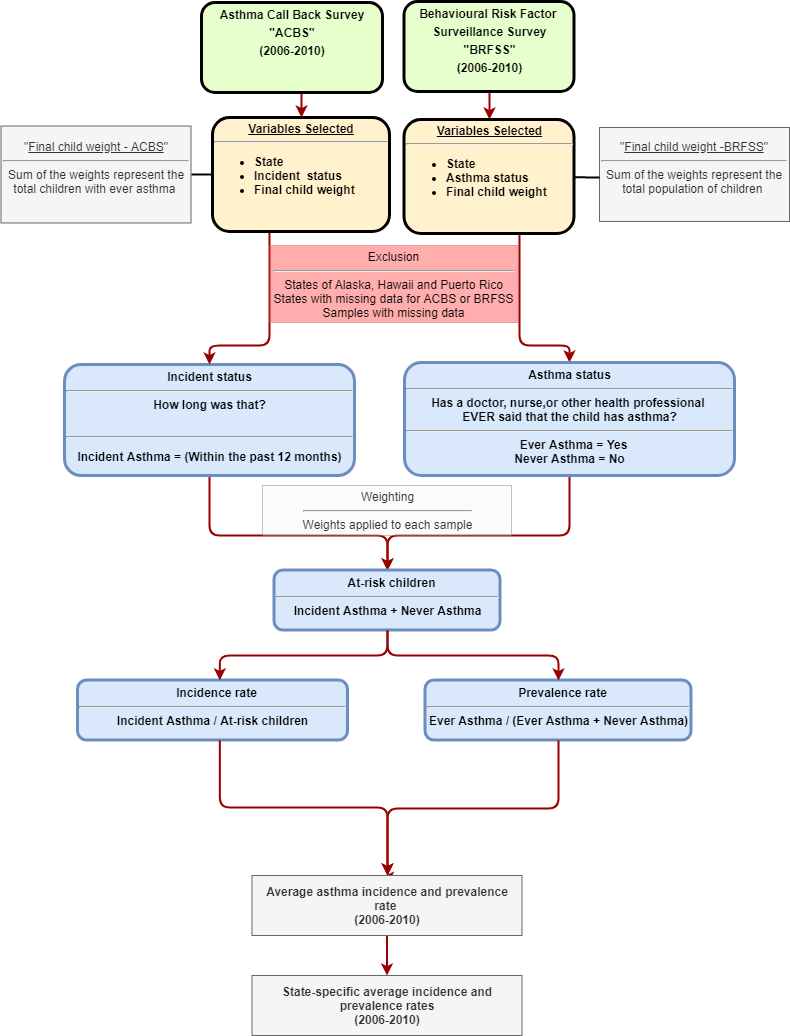 Asthma Call Back Survey
"ACBS"
(2006-2010)
Behavioural Risk Factor
Surveillance Survey
"BRFSS"
(2006-2010)
"Final child weight - ACBS"
Sum of the weights represent the
total children with ever asthma
Variables Selected
• State
• Incident status
• Final child weight
Variables Selected
• State
• Asthma status
• Final child weight
"Final child weight -BRFSS"
Sum of the weights represent the
total population of children
Exclusion
States of Alaska, Hawaii and Puerto Rico
States with missing data for ACBS or BRFSS
Samples with missing data
Incident status
How long was that?
Incident Asthma = (Within the past 12 months)
Asthma status
Has a doctor, nurse,or other health professional
EVER said that the child has asthma?
Ever Asthma = Yes
Never Asthma = No
Weighting
Weights applied to each sample
At-risk children
Incident Asthma + Never Asthma
Incidence rate
Incident Asthma / At-risk children
Prevalence rate
Ever Asthma / (Ever Asthma + Never Asthma)
Average asthma incidence and prevalence
rate
(2006-2010)
State-specific average incidence and
prevalence rates
(2006-2010)